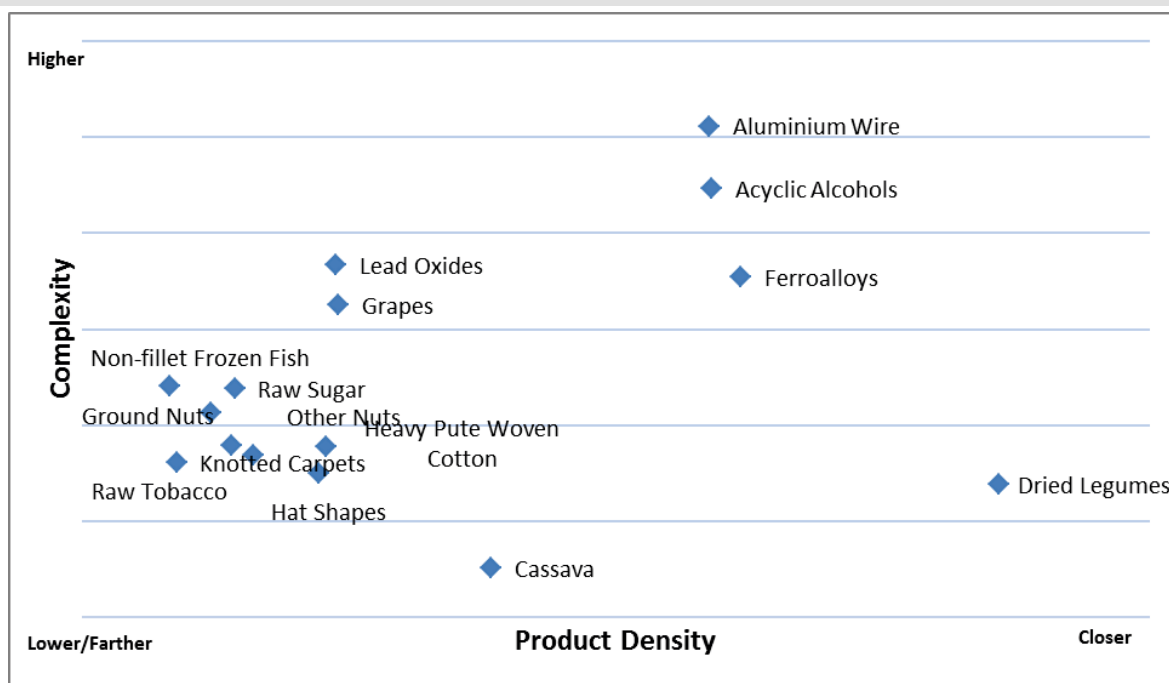 Higher
Aluminium Wire
Acyclic Alcohols
Lead Oxides
Ferroalloys
Grapes
Complexity
Non-fillet Frozen Fish
Raw Sugar
Ground Nuts
Other Nuts
Heavy Pute Woven
Cotton
Knotted Carpets
Raw Tobacco
Dried Legumes
Hat Shapes
Cassava
Lower/Farther
Product Density
Closer